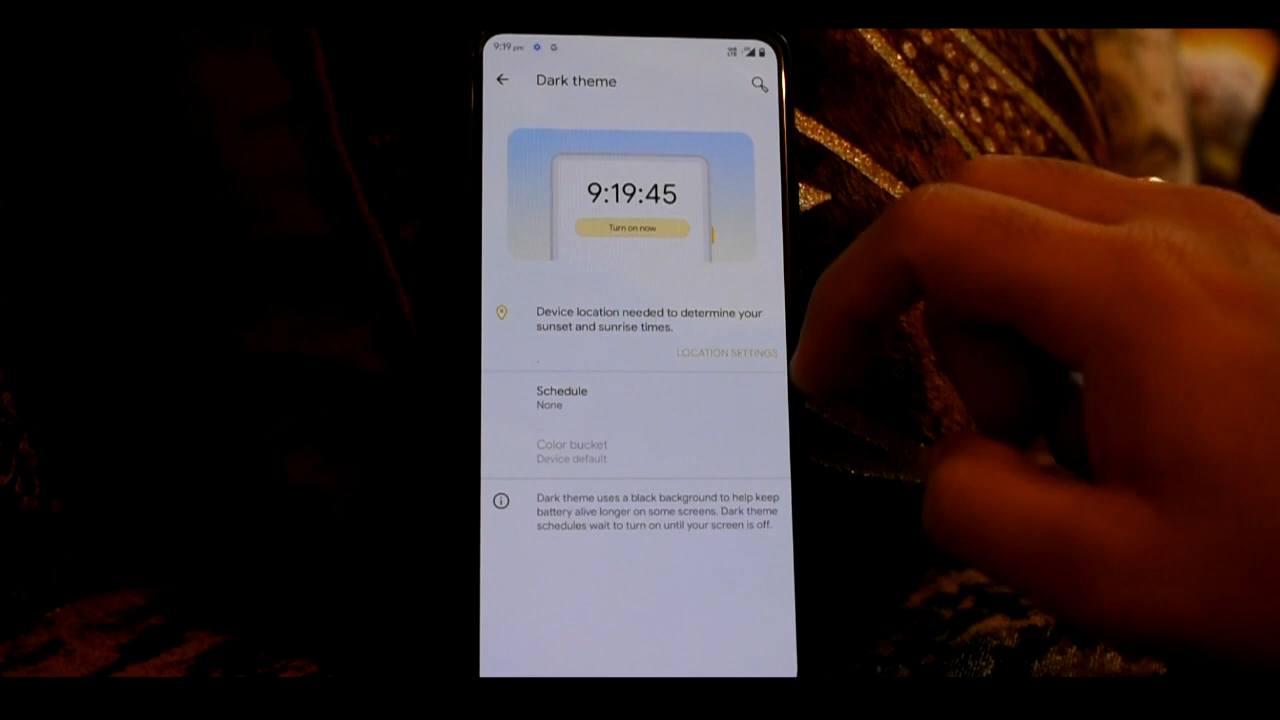 9:19 pm
Dark theme
9:19:45
Turn on now
Device location needed to determine your
sunset and sunrise times.
LOCATION SETTINGS
Schedule
None
Color bucket
Device default
Dark theme uses a black background to help keep
battery alive longer on some screens. Dark theme
schedules wait to turn on until your screen is off.